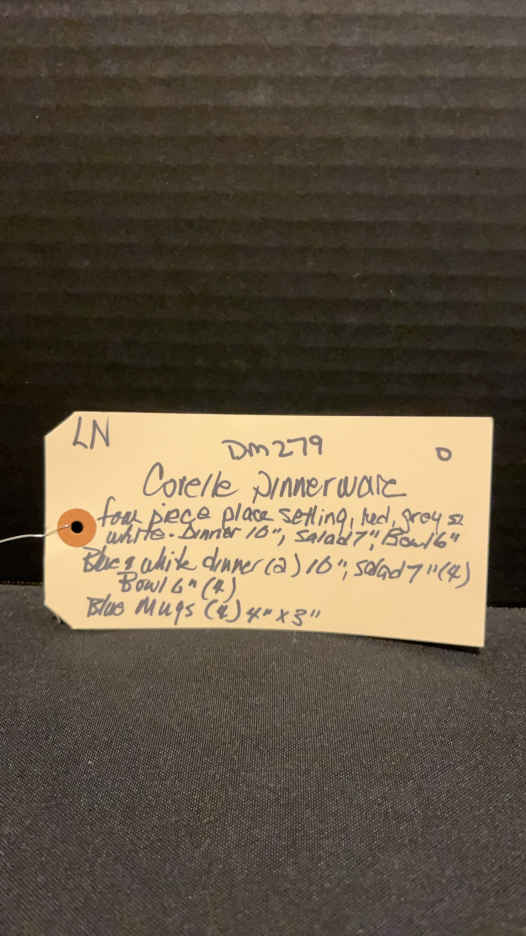 LN
DM279
O
Corelle Dinnerware
four piece place setting, red, grey &
white. Dinner 10", salad 7", Bowl 6"
Blue & white dinner (2) 10", salad 7" (4)
Bowl 6" (4)
Blue Mugs (4) 4" x 3"